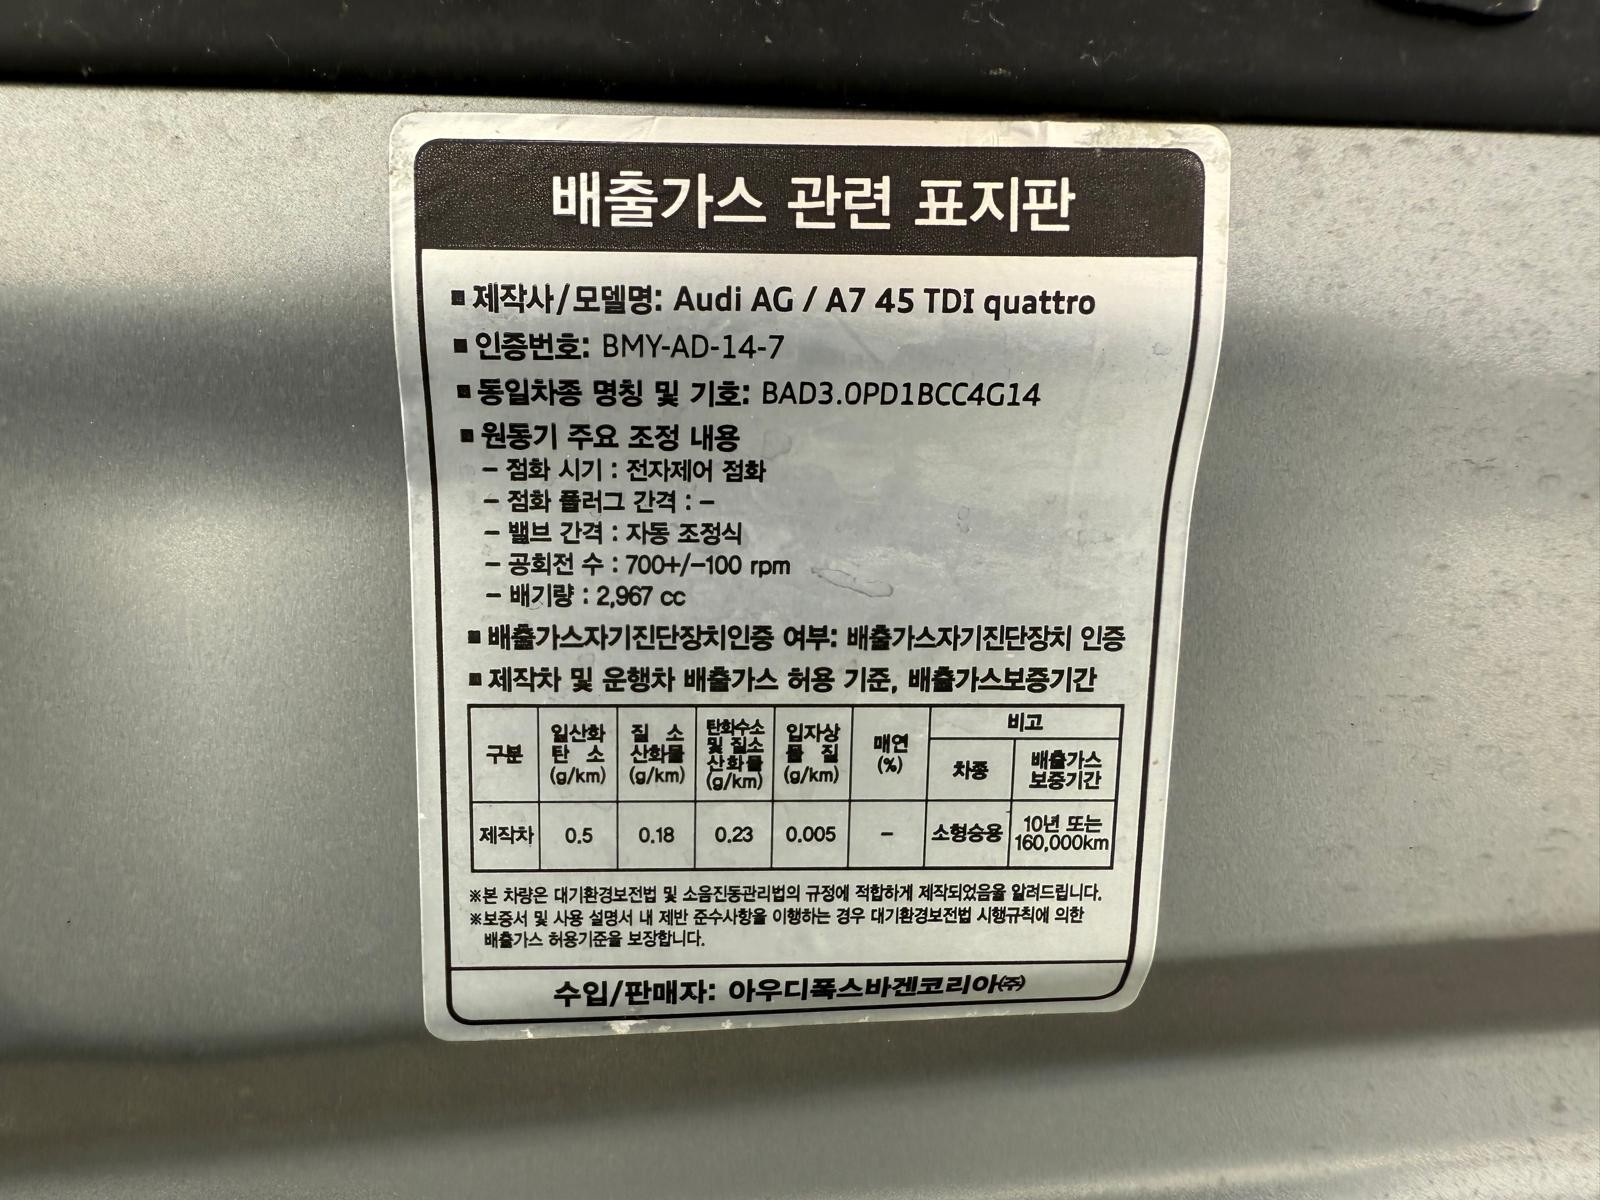 배출가스 관련 표지판
■ 제작사/모델명: Audi AG / A7 45 TDI quattro
■ 인증번호: BMY-AD-14-7
■ 동일차종 명칭 및 기호: BAD3.0PD1BCC4G14
■ 원동기 주요 조정 내용
– 점화 시기 : 전자제어 점화
– 점화 플러그 간격 : –
– 밸브 간격 : 자동 조정식
– 공회전 수 : 700+/–100 rpm
– 배기량 : 2,967 cc
■ 배출가스자기진단장치인증 여부: 배출가스자기진단장치 인증
■ 제작차 및 운행차 배출가스 허용 기준, 배출가스보증기간
구분
일산화
탄 소
(g/km)
질 소
산화물
(g/km)
탄화수소
및 질소
산화물
(g/km)
입자상
물 질
(g/km)
매연
(%)
비고
차종
배출가스
보증기간
제작차 0.5 0.18 0.23 0.005 – 소형승용
10년 또는
160,000km
※본 차량은 대기환경보전법 및 소음진동관리법의 규정에 적합하게 제작되었음을 알려드립니다.
※보증서 및 사용 설명서 내 제반 준수사항을 이행하는 경우 대기환경보전법 시행규칙에 의한
배출가스 허용기준을 보장합니다.
수입/판매자: 아우디폭스바겐코리아㈜